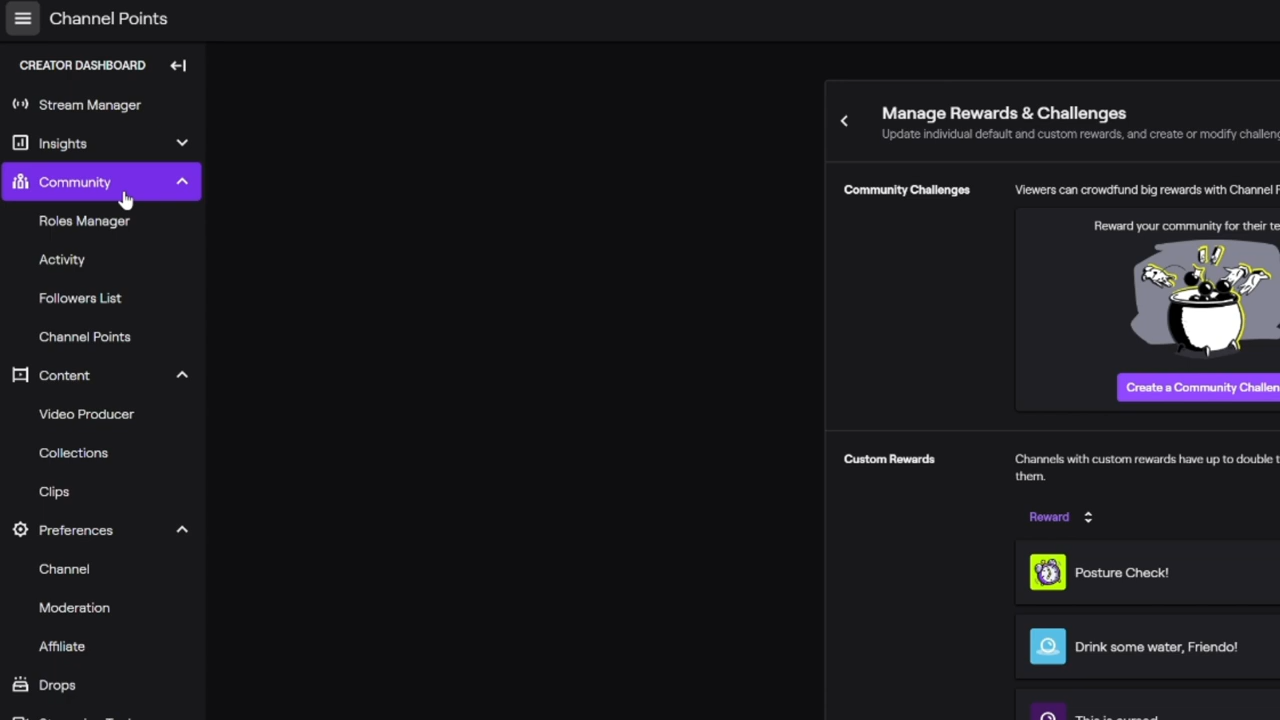 Channel Points
CREATOR DASHBOARD
Stream Manager
Insights
Community
Roles Manager
Activity
Followers List
Channel Points
Content
Video Producer
Collections
Clips
Preferences
Channel
Moderation
Affiliate
Drops
Manage Rewards & Challenges
Update individual default and custom rewards, and create or modify
Community Challenges
Viewers can crowdfund big rewards with Channel
Reward your community for their
Create a Community
Custom Rewards
Channels with custom rewards have up to double
them.
Reward
Posture Check!
Drink some water, Friendo!